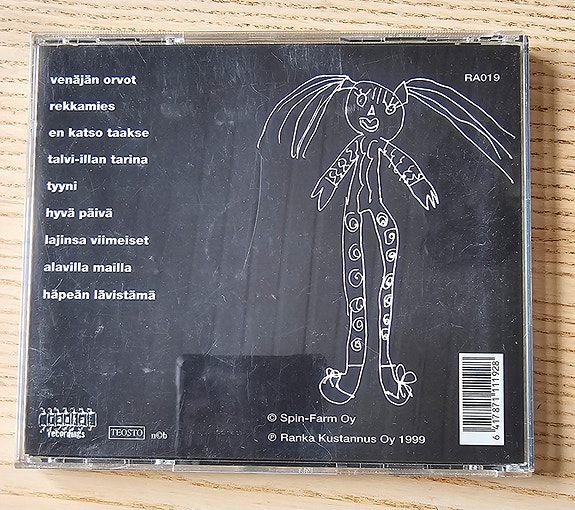 venäjän orvot
rekkamies
en katso taakse
talvi-illan tarina
tyyni
hyvä päivä
lajinsa viimeiset
alavilla mailla
häpeän lävistämä
RA019
© Spin-Farm Oy
℗ Ranka Kustannus Oy 1999
recordings
TEOSTO
n©b
6 417871 111928